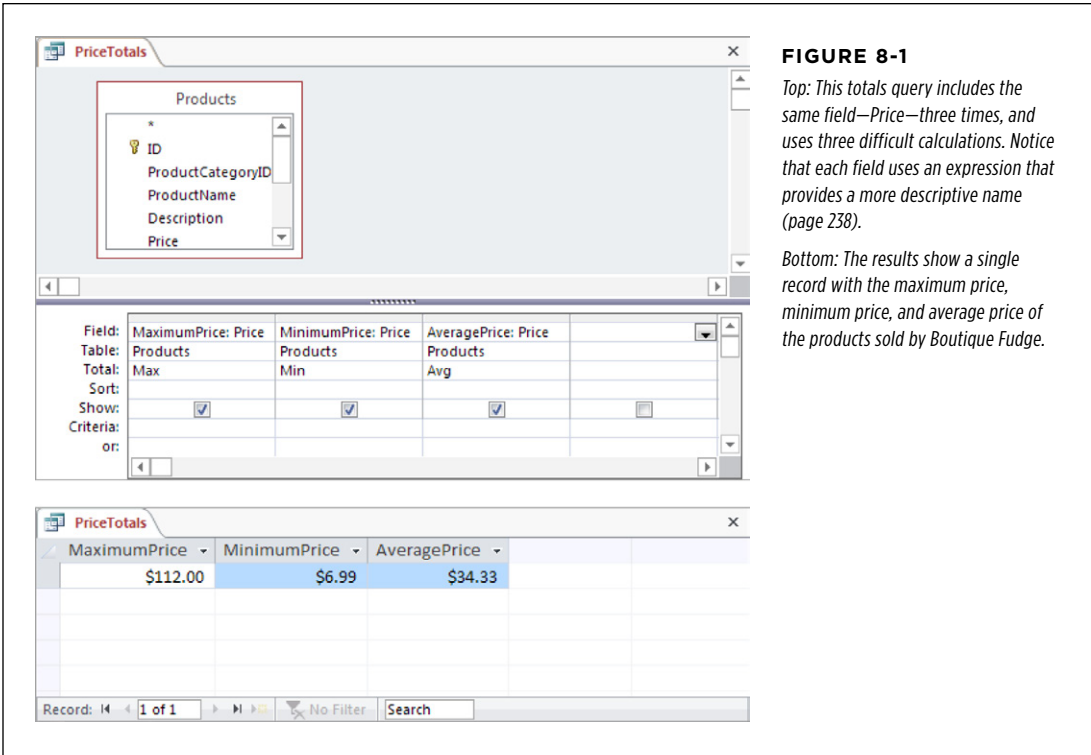 PriceTotals
Products
*
ID
ProductCategoryID
ProductName
Description
Price
Field: MaximumPrice: Price MinimumPrice: Price AveragePrice: Price
Table: Products Products Products
Total: Max Min Avg
Sort:
Show:
Criteria:
or:
PriceTotals
MaximumPrice MinimumPrice AveragePrice
$112.00 $6.99 $34.33
Record: 1 of 1 No Filter Search
FIGURE 8-1
Top: This totals query includes the
same field—Price—three times, and
uses three difficult calculations. Notice
that each field uses an expression that
provides a more descriptive name
(page 238).
Bottom: The results show a single
record with the maximum price,
minimum price, and average price of
the products sold by Boutique Fudge.